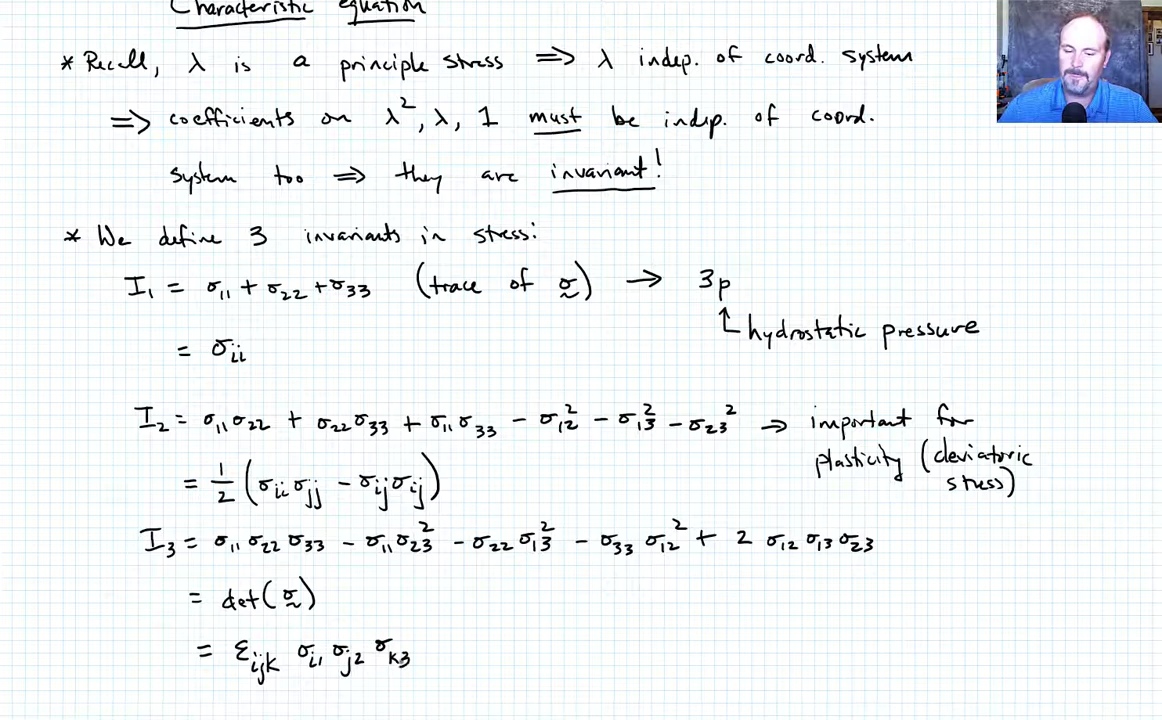 Characteristic equation
* Recall, λ is a principle stress ⟹ λ indep. of coord. system
⟹ coefficients on λ², λ, 1 must be indep. of coord.
system too ⟹ they are invariant!
* We define 3 invariants in stress:
I₁ = σ₁₁ + σ₂₂ + σ₃₃ (trace of σ̰) → 3p
hydrostatic pressure
= σᵢᵢ
I₂ = σ₁₁σ₂₂ + σ₂₂σ₃₃ + σ₁₁σ₃₃ − σ₁₂² − σ₁₃² − σ₂₃² → important for
plasticity (deviatoric
stress)
= 1/2 (σᵢᵢσⱼⱼ − σᵢⱼσᵢⱼ)
I₃ = σ₁₁σ₂₂σ₃₃ − σ₁₁σ₂₃² − σ₂₂σ₁₃² − σ₃₃σ₁₂² + 2 σ₁₂σ₁₃σ₂₃
= det(σ̰)
= εᵢⱼₖ σᵢ₁ σⱼ₂ σₖ₃